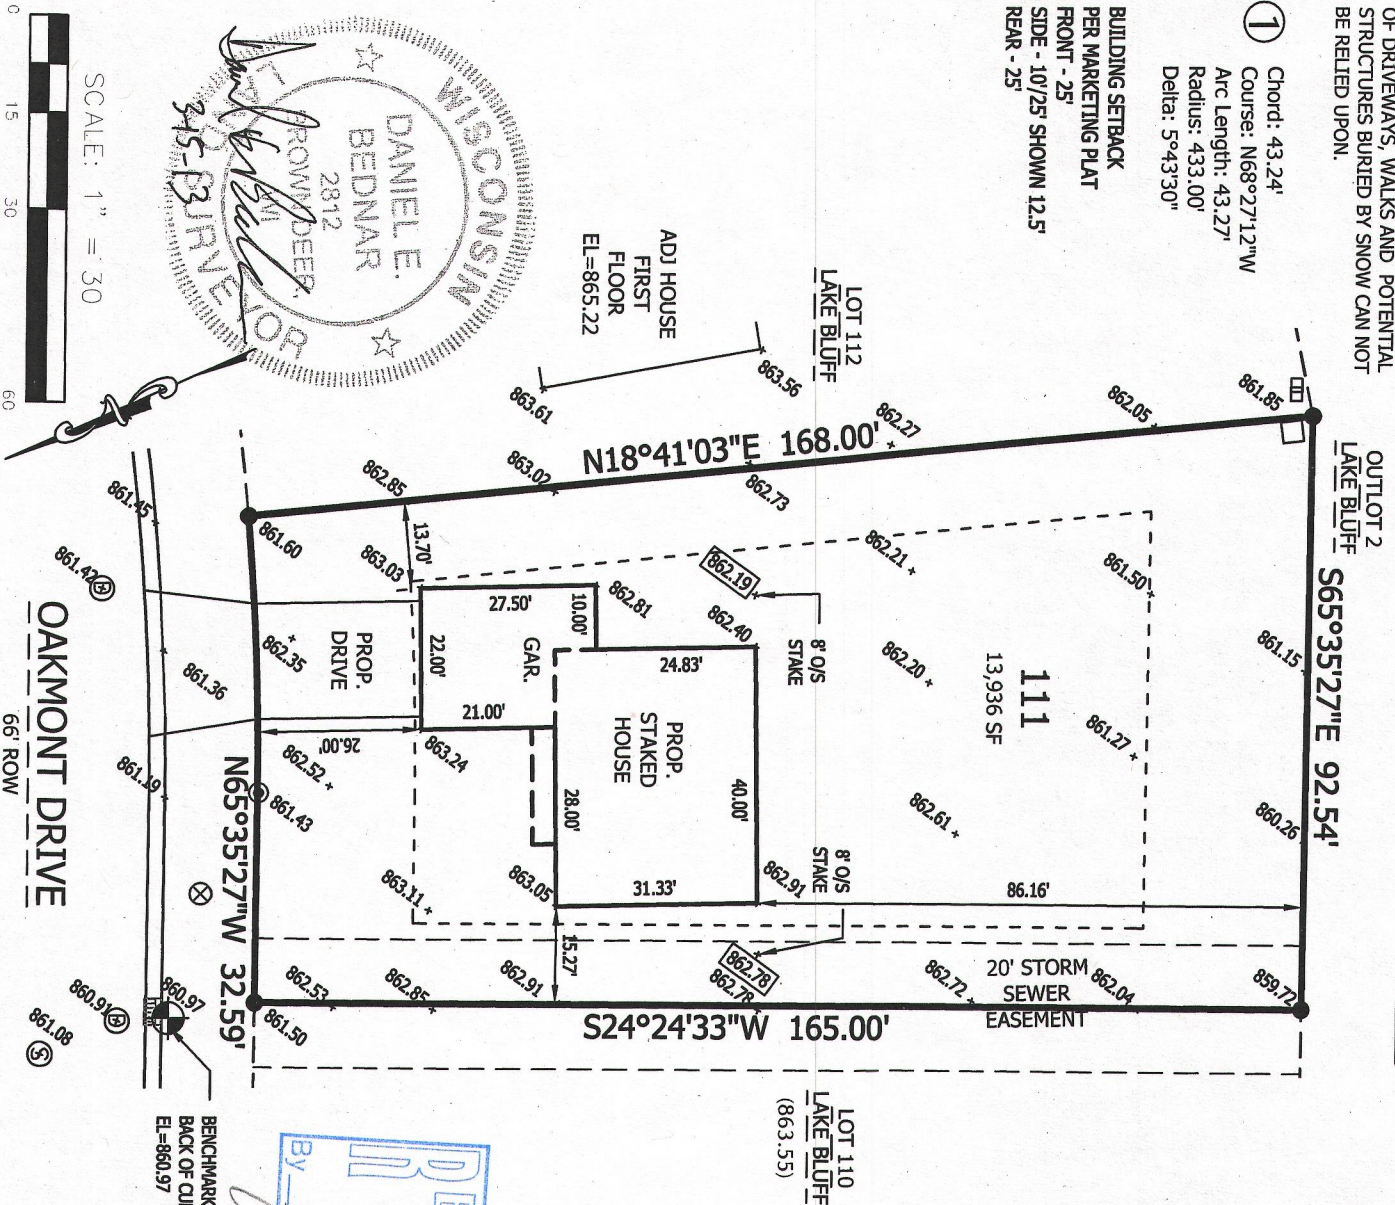 OF DRIVEWAYS, WALKS AND POTENTIAL
STRUCTURES BURIED BY SNOW CAN NOT
BE RELIED UPON.
1
Chord: 43.24'
Course: N68°27'12"W
Arc Length: 43.27'
Radius: 433.00'
Delta: 5°43'30"
BUILDING SETBACK
PER MARKETING PLAT
FRONT - 25'
SIDE - 10'/25' SHOWN 12.5'
REAR - 25'
OUTLOT 2
LAKE BLUFF
S65°35'27"E 92.54'
861.85
861.15
860.26
859.72
862.05
861.50
861.27
862.04
111
13,936 SF
86.16'
20' STORM
SEWER
EASEMENT
LOT 112
LAKE BLUFF
862.27
862.21
862.20
862.61
862.72
N18°41'03"E 168.00'
S24°24'33"W 165.00'
LOT 110
LAKE BLUFF
(863.55)
8' O/S
STAKE
8' O/S
STAKE
863.56
862.73
862.19
862.40
862.91
862.78
862.78
ADJ HOUSE
FIRST
FLOOR
EL=865.22
863.61
863.02
862.81
24.83'
40.00'
PROP.
STAKED
HOUSE
31.33'
10.00'
28.00'
863.05
15.27'
862.91
27.50'
GAR.
22.00'
21.00'
862.85
13.70'
863.03
863.24
863.11
862.85
PROP.
DRIVE
26.00'
861.60
862.35
862.52
861.43
862.53
861.50
N65°35'27"W 32.59'
861.36
861.45
861.19
860.97
861.42
860.91
861.08
BENCHMARK
BACK OF
EL=860.97
OAKMONT DRIVE
66' ROW
WISCONSIN
DANIEL E.
BEDNAR
2812
BROWN DEER,
WI
LAND SURVEYOR
3-15-13
SCALE: 1" = 30
0 15 30 60
By